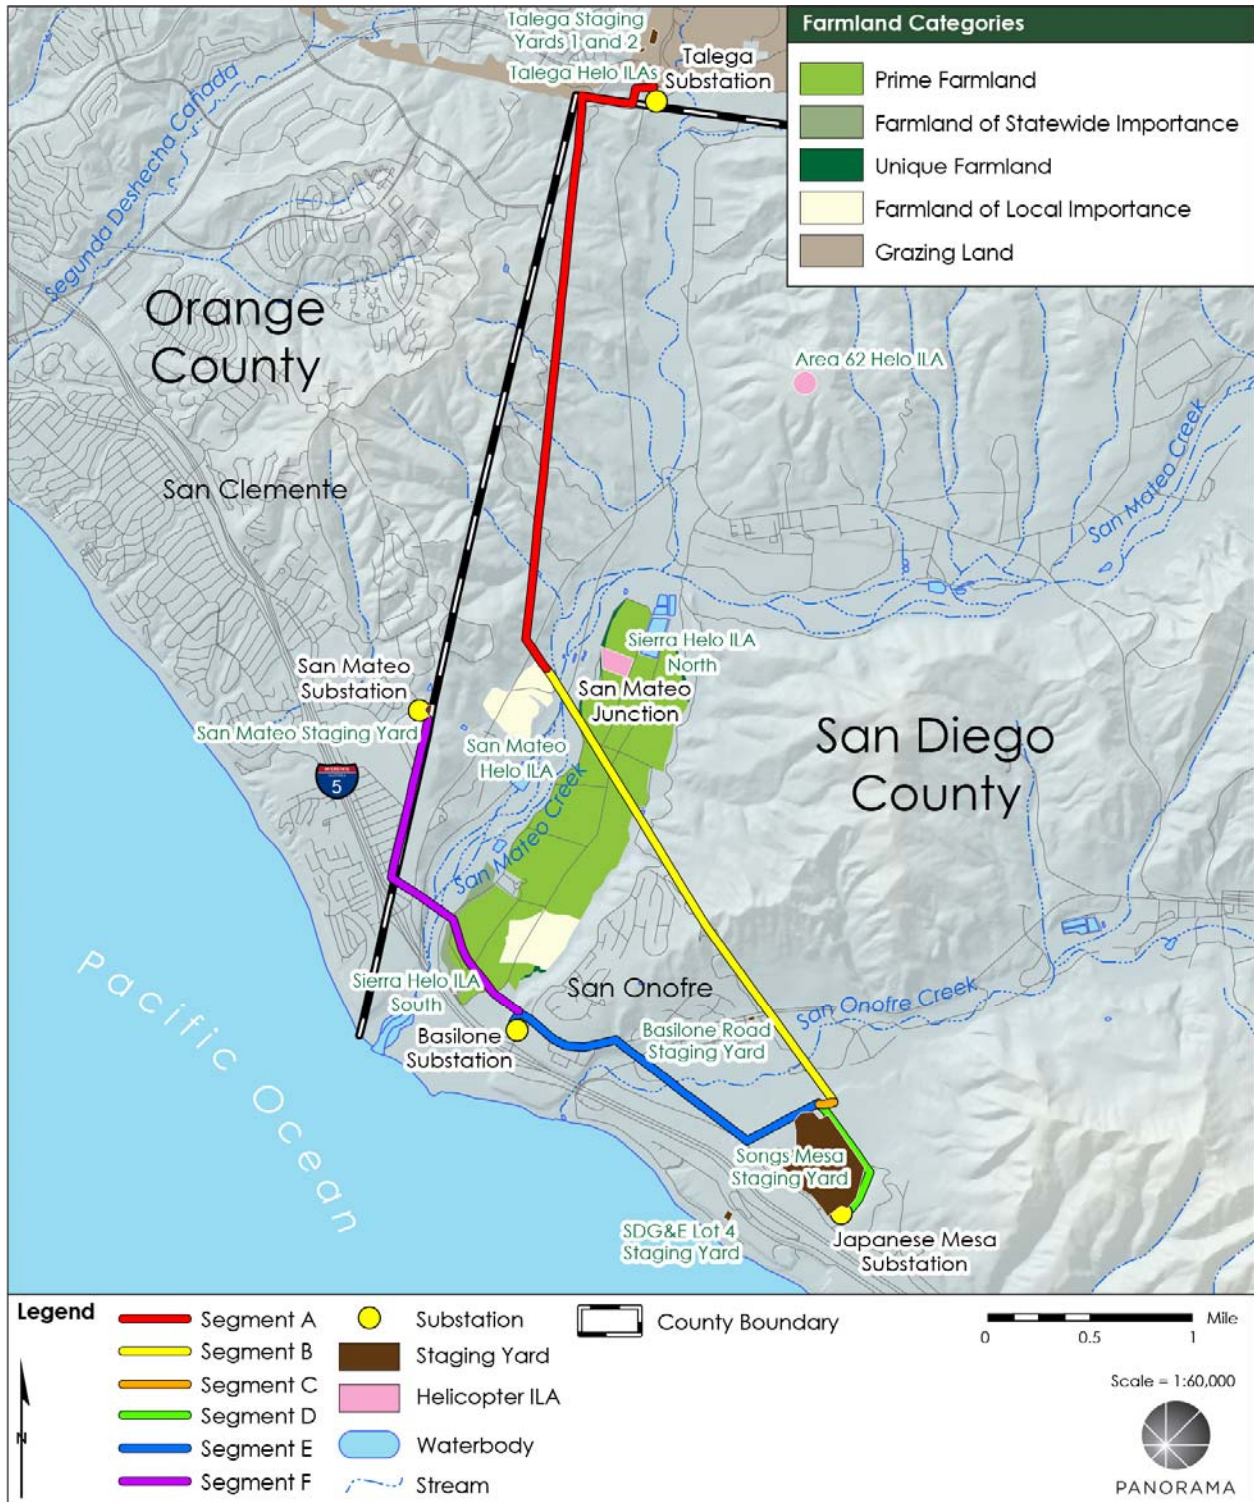 Talega Staging
Yards 1 and 2
Talega Helo ILAs
Talega
Substation
Farmland Categories
Prime Farmland
Farmland of Statewide Importance
Unique Farmland
Farmland of Local Importance
Grazing Land
Segunda Deshecha Cañada
Orange
County
Area 62 Helo ILA
San Mateo Creek
San Clemente
Sierra Helo ILA
North
San Mateo
Substation
San Mateo Staging Yard
San Mateo
Junction
San Mateo
Helo ILA
San Diego
County
INTERSTATE
5
San Mateo Creek
Sierra Helo ILA
South
San Onofre
San Onofre Creek
Basilone
Substation
Basilone Road
Staging Yard
Pacific Ocean
Songs Mesa
Staging Yard
SDG&E Lot 4
Staging Yard
Japanese Mesa
Substation
Legend
Segment A
Segment B
Segment C
Segment D
Segment E
Segment F
Substation
Staging Yard
Helicopter ILA
Waterbody
Stream
County Boundary
Mile
0 0.5 1
Scale = 1:60,000
N
PANORAMA